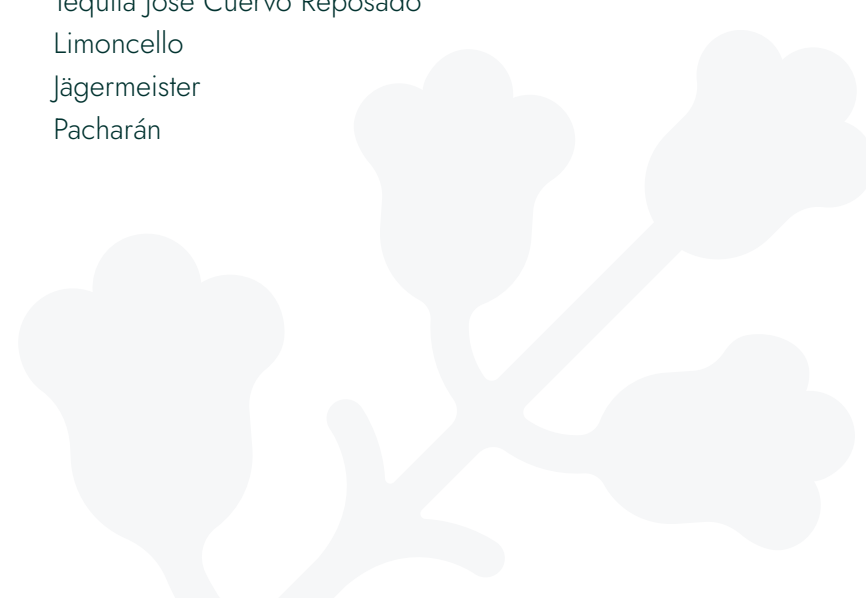 Tequila José Cuervo Reposado
Limoncello
Jägermeister
Pacharán